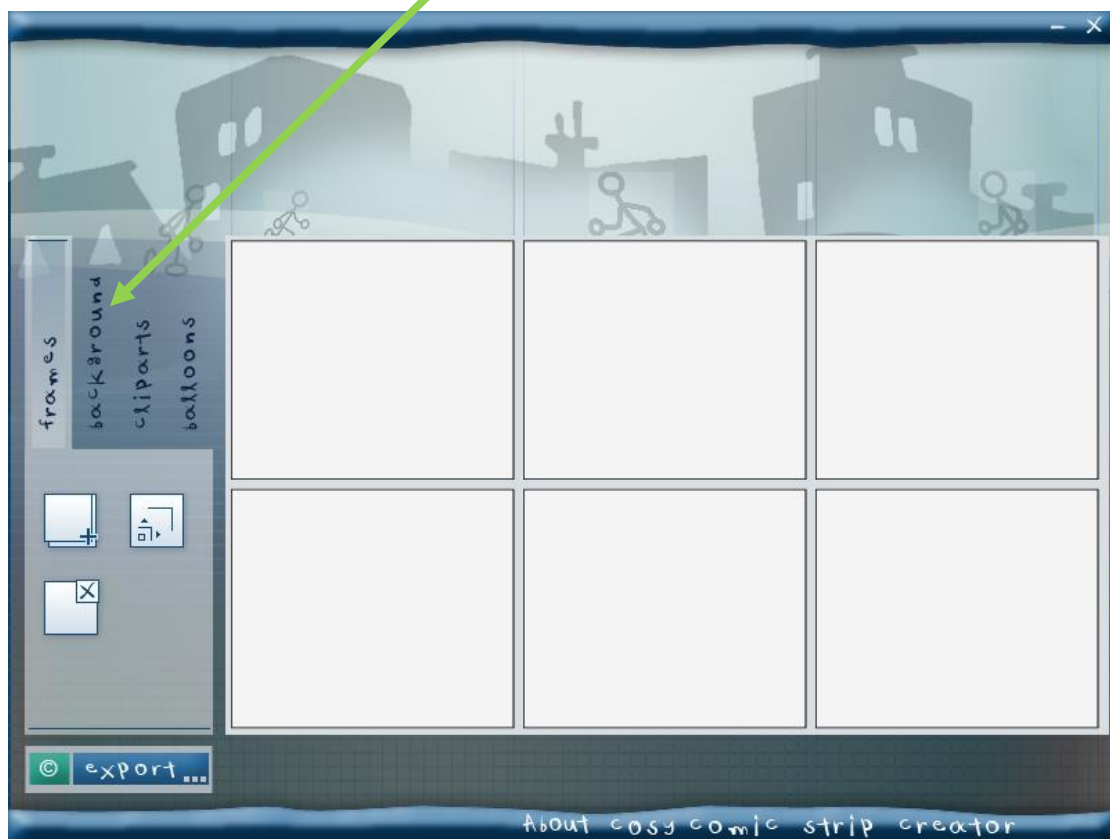 frames
background
cliparts
balloons
© export...
About cosy comic strip creator